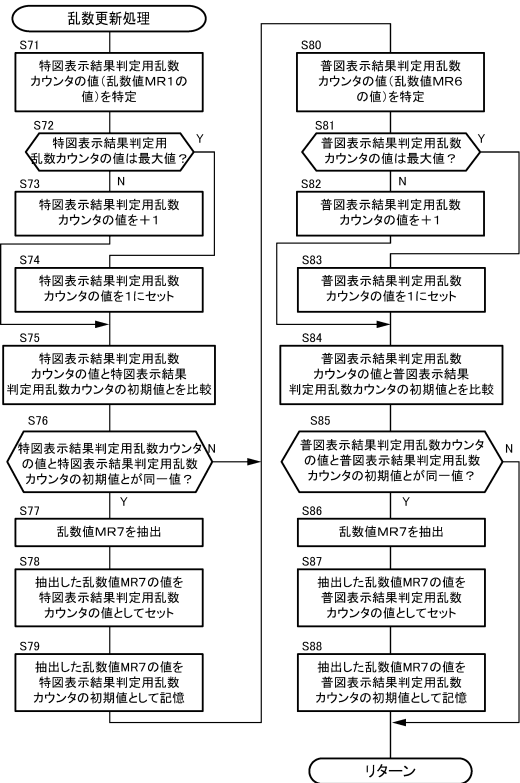 乱数更新処理
S71
特図表示結果判定用乱数
カウンタの値(乱数値MR1の
値)を特定
S72
特図表示結果判定用
乱数カウンタの値は最大値?
Y
N
S73
特図表示結果判定用乱数
カウンタの値を+1
S74
特図表示結果判定用乱数
カウンタの値を1にセット
S75
特図表示結果判定用乱数
カウンタの値と特図表示結果
判定用乱数カウンタの初期値とを比較
S76
特図表示結果判定用乱数カウンタ
の値と特図表示結果判定用乱数
カウンタの初期値とが同一値?
N
Y
S77
乱数値MR7を抽出
S78
抽出した乱数値MR7の値を
特図表示結果判定用乱数
カウンタの値としてセット
S79
抽出した乱数値MR7の値を
特図表示結果判定用乱数
カウンタの初期値として記憶
S80
普図表示結果判定用乱数
カウンタの値(乱数値MR6
の値)を特定
S81
普図表示結果判定用乱数
カウンタの値は最大値?
Y
N
S82
普図表示結果判定用乱数
カウンタの値を+1
S83
普図表示結果判定用乱数
カウンタの値を1にセット
S84
普図表示結果判定用乱数
カウンタの値と普図表示結果
判定用乱数カウンタの初期値とを比較
S85
普図表示結果判定用乱数カウンタ
の値と普図表示結果判定用乱数
カウンタの初期値とが同一値?
N
Y
S86
乱数値MR7を抽出
S87
抽出した乱数値MR7の値を
普図表示結果判定用乱数
カウンタの値としてセット
S88
抽出した乱数値MR7の値を
普図表示結果判定用乱数
カウンタの初期値として記憶
リターン